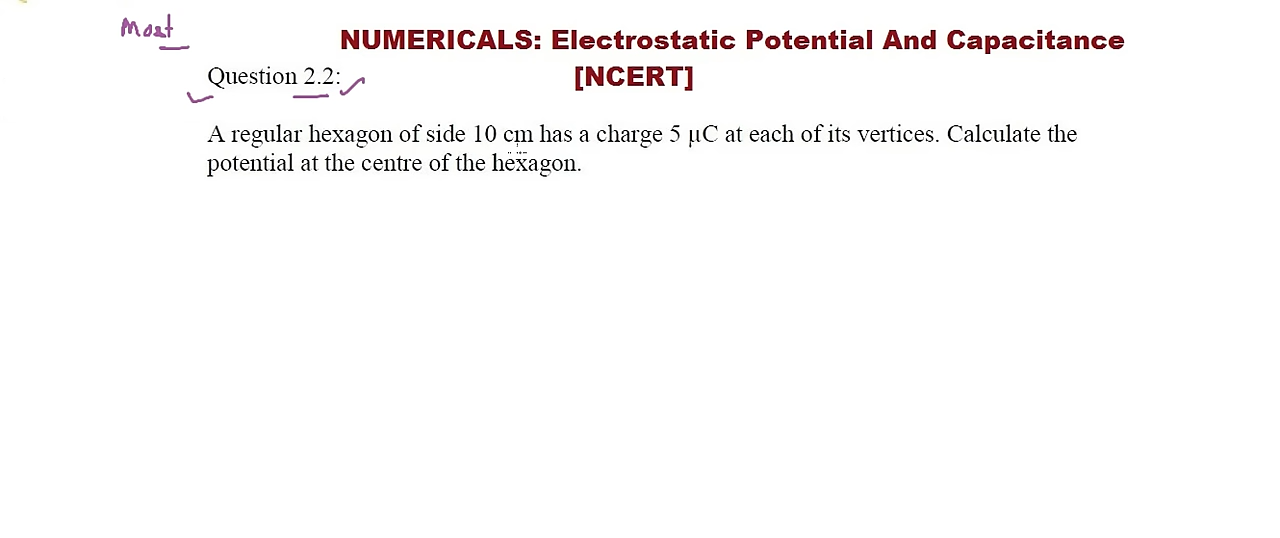 Most
NUMERICALS: Electrostatic Potential And Capacitance
[NCERT]
Question 2.2:
A regular hexagon of side 10 cm has a charge 5 µC at each of its vertices. Calculate the
potential at the centre of the hexagon.